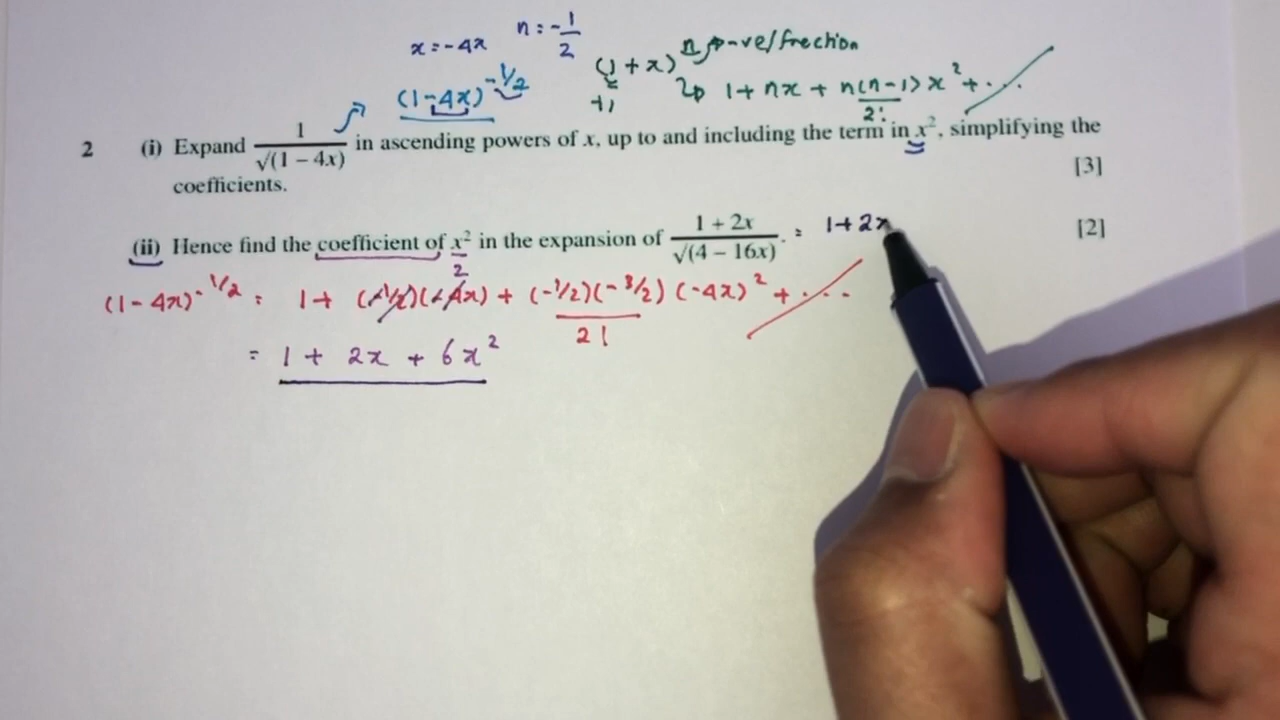 x = -4x n = -1/2
(1 + x)^n → -ve/fraction
(1-4x)^-1/2 +1 ↳ 1 + nx + n(n-1)/2! x² + ...
2 (i) Expand 1/√(1 − 4x) in ascending powers of x, up to and including the term in x², simplifying the
coefficients. [3]
(ii) Hence find the coefficient of x² in the expansion of (1 + 2x)/√(4 − 16x). = 1+2x [2]
2
(1-4x)^-1/2 = 1 + (-1/2)(-4x) + (-1/2)(-3/2)/2! (-4x)² + ...
= 1 + 2x + 6x²